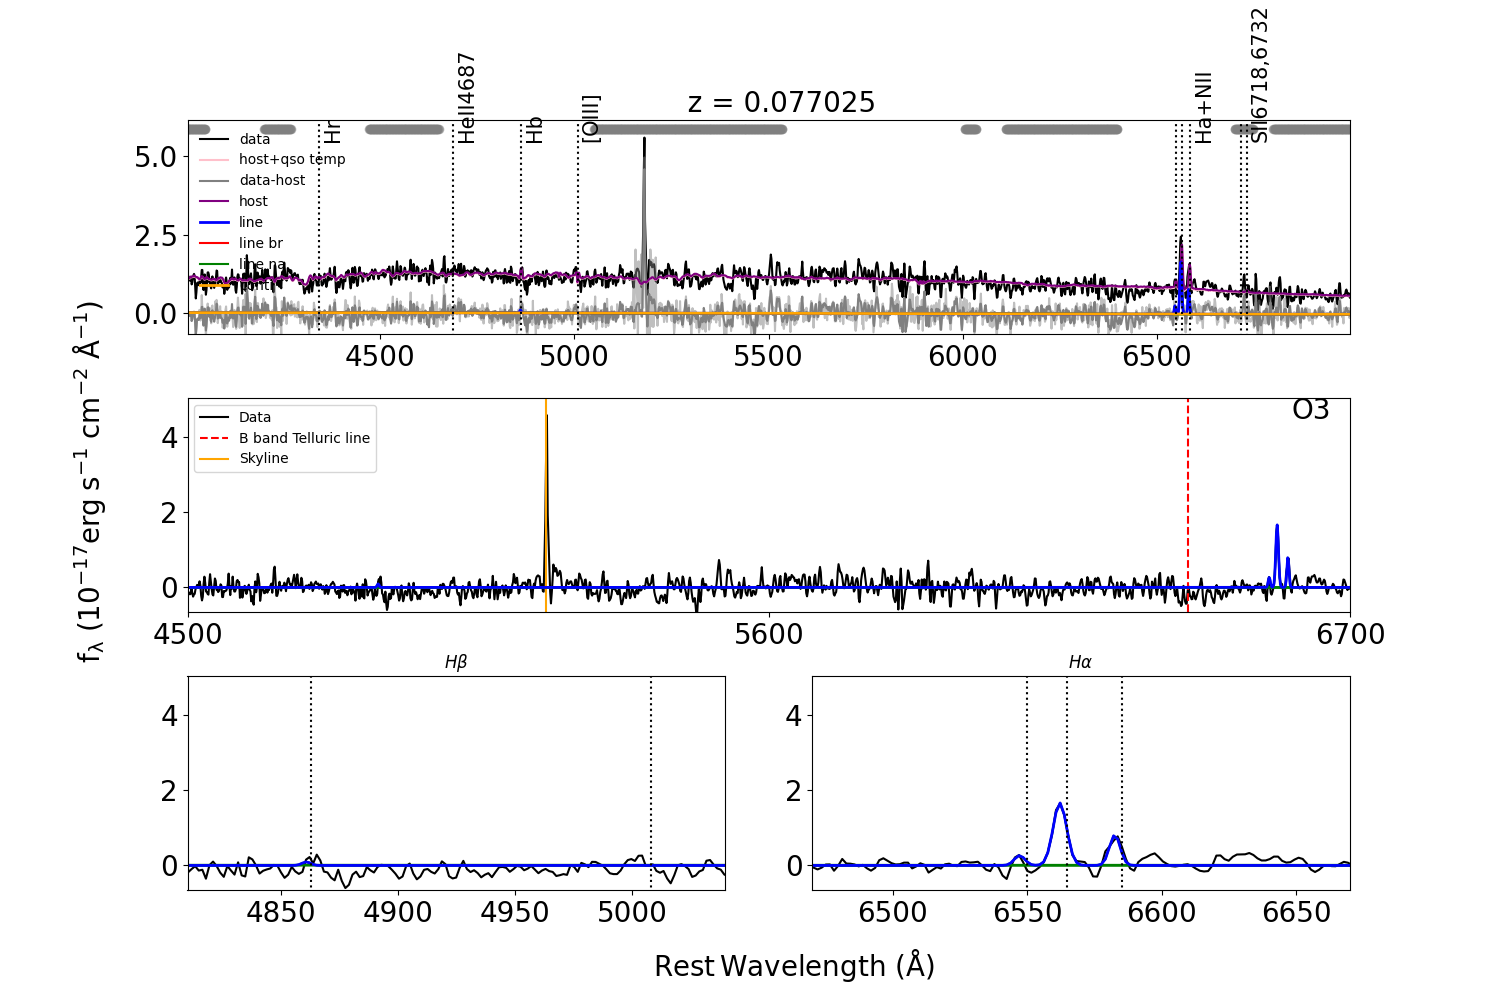 z = 0.077025
Hr
HeII4687
Hb
[OIII]
Ha+NII
SII6718,6732
data
host+qso temp
data-host
host
line
line br
line na
conti
5.0
2.5
0.0
4500 5000 5500 6000 6500
O3
Data
B band Telluric line
Skyline
4
2
0
4500 5600 6700
fλ (10⁻¹⁷erg s⁻¹ cm⁻² Å⁻¹)
Hβ
4
2
0
4850 4900 4950 5000
Hα
4
2
0
6500 6550 6600 6650
Rest Wavelength (Å)